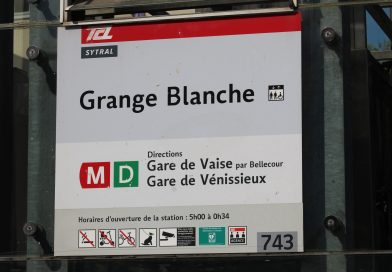 TCL
SYTRAL
Grange Blanche
Directions
M D Gare de Vaise par Bellecour
Gare de Vénissieux
Horaires d'ouverture de la station : 5h00 à 0h34
743